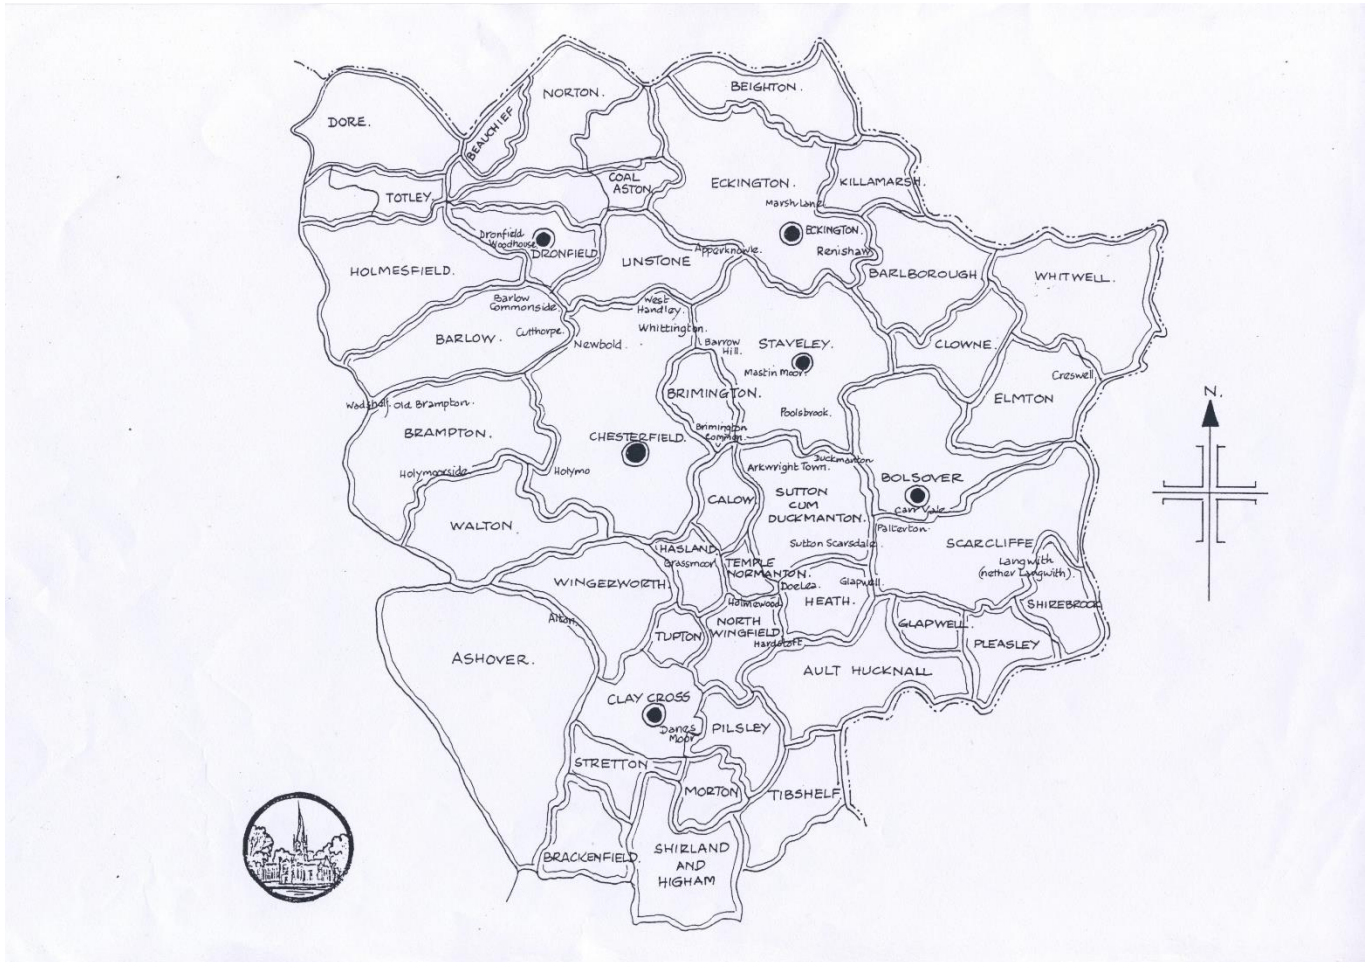 BEIGHTON.
NORTON.
DORE.
BEAUCHIEF
COAL
ASTON
ECKINGTON.
KILLAMARSH.
TOTLEY
Marsh Lane
ECKINGTON.
Dronfield
Woodhouse
DRONFIELD
Apperknowle.
Renishaw
UNSTONE
HOLMESFIELD.
BARLBOROUGH
WHITWELL.
Barlow
Commonside
West
Handley.
Cutthorpe.
Whittington.
BARLOW.
Newbold.
Barrow
Hill.
STAVELEY.
CLOWNE.
Mastin Moor.
Creswell
BRIMINGTON.
ELMTON
Wadshelf.
Old Brampton.
Poolsbrook.
BRAMPTON.
Brimington
Common.
CHESTERFIELD.
Holymoorside
Holymo
Duckmanton
Arkwright Town.
BOLSOVER
CALOW.
SUTTON
CUM
DUCKMANTON.
Carr Vale
WALTON.
Palterton.
Sutton Scarsdale
SCARCLIFFE
HASLAND.
Grassmoor
TEMPLE
NORMANTON.
Langwith
(nether Langwith).
WINGERWORTH.
Doe Lea.
Glapwell
Holmewood
HEATH.
SHIREBROOK
Alton.
NORTH
WINGFIELD.
GLAPWELL.
TUPTON
Hardstoft
PLEASLEY
ASHOVER.
AULT HUCKNALL
CLAY CROSS
Danes
Moor
PILSLEY
STRETTON
MORTON
TIBSHELF
SHIRLAND
AND
HIGHAM
BRACKENFIELD.
N.